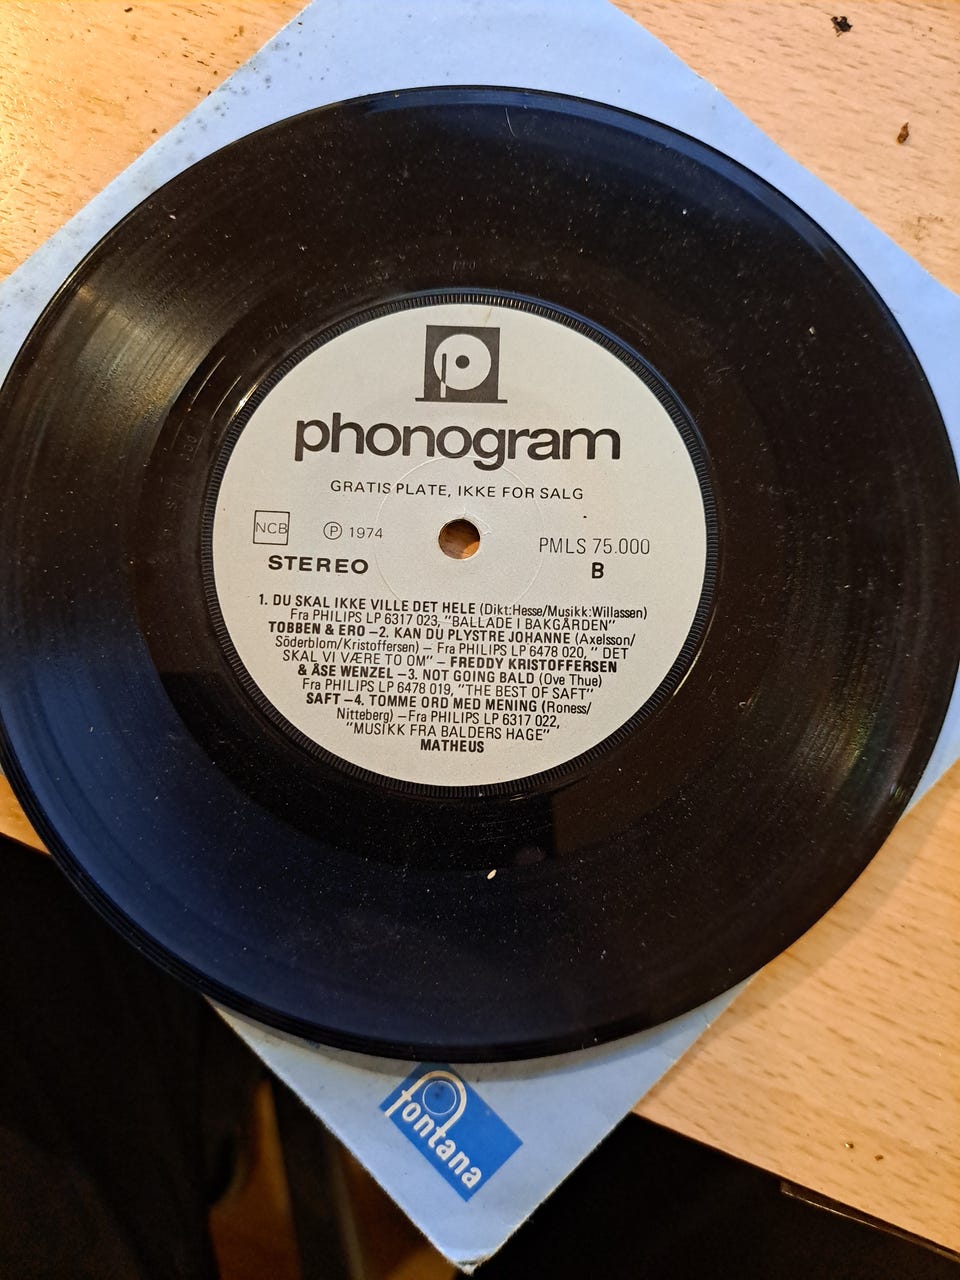 phonogram
GRATIS PLATE, IKKE FOR SALG
NCB
Ⓟ 1974
PMLS 75.000
STEREO
B
1. DU SKAL IKKE VILLE DET HELE (Dikt:Hesse/Musikk:Willassen)
Fra PHILIPS LP 6317 023, "BALLADE I BAKGÅRDEN"
TOBBEN & ERO –2. KAN DU PLYSTRE JOHANNE (Axelsson/
Söderblom/Kristoffersen) – Fra PHILIPS LP 6478 020, " DET
SKAL VI VÆRE TO OM" – FREDDY KRISTOFFERSEN
& ÅSE WENZEL –3. NOT GOING BALD (Ove Thue)
Fra PHILIPS LP 6478 019, "THE BEST OF SAFT"
SAFT –4. TOMME ORD MED MENING (Roness/
Nitteberg) –Fra PHILIPS LP 6317 022,
"MUSIKK FRA BALDERS HAGE"
MATHEUS
fontana